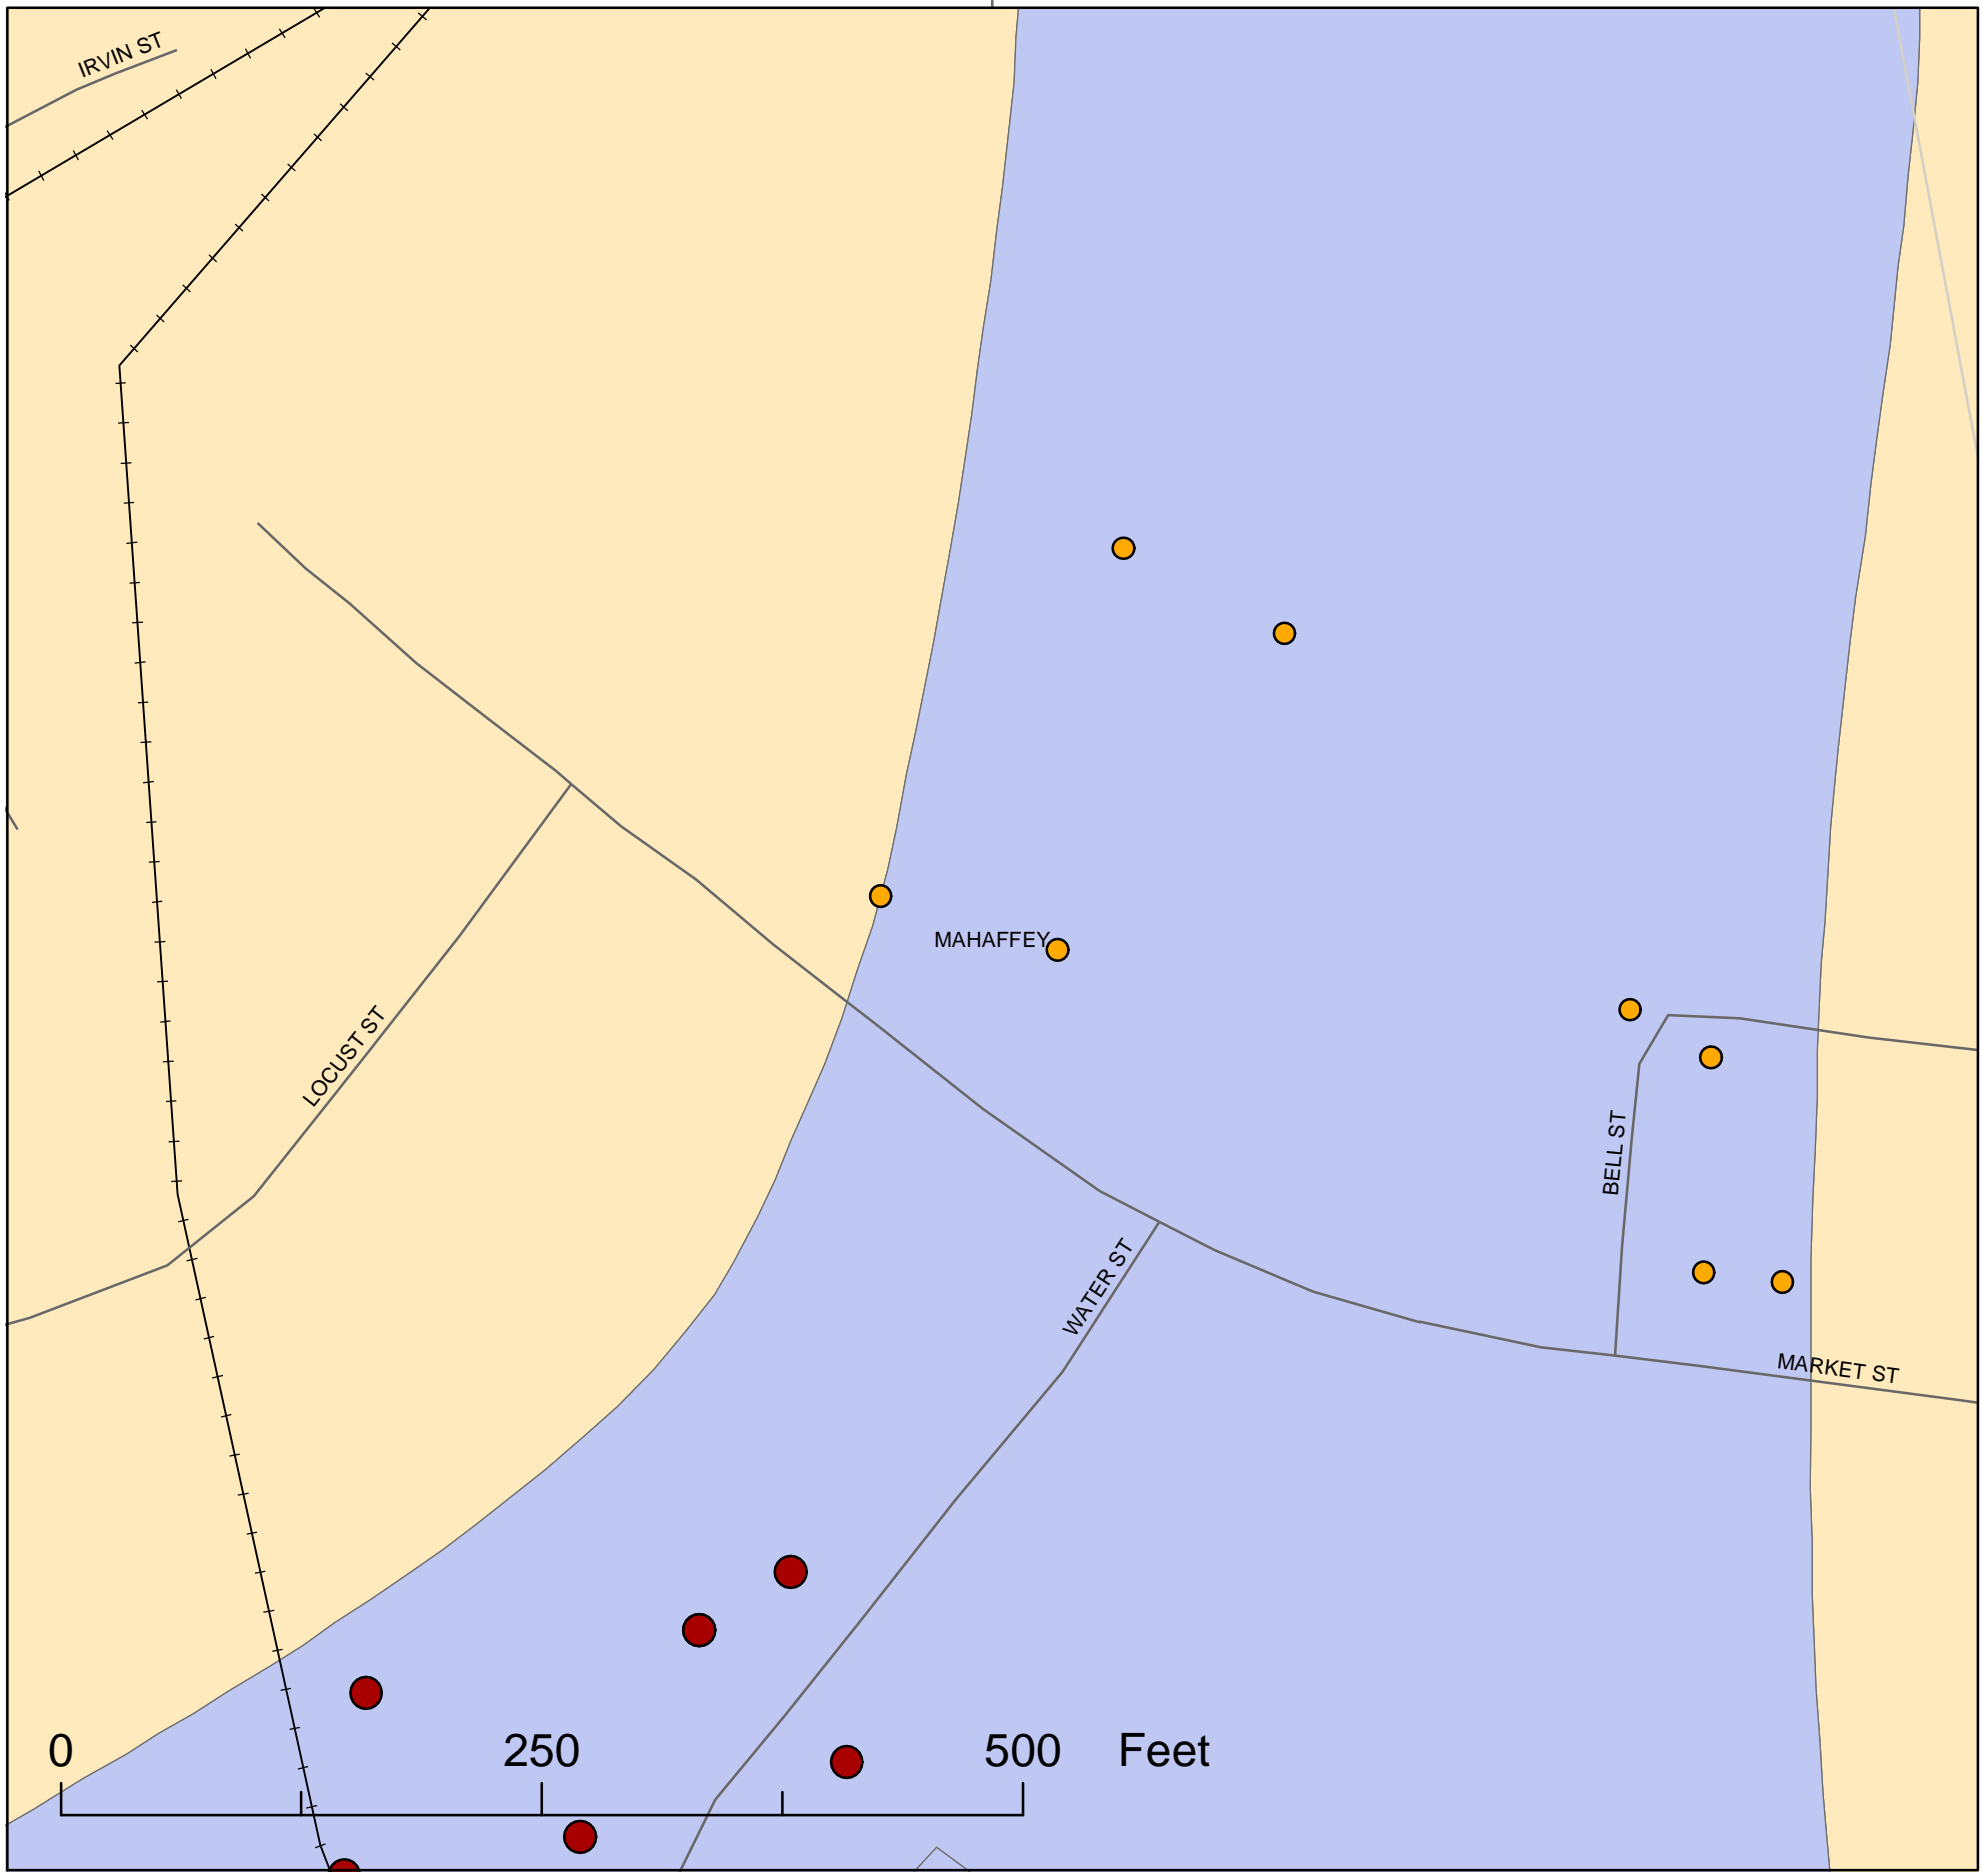 IRVIN ST
MAHAFFEY
LOCUST ST
BELL ST
WATER ST
MARKET ST
0 250 500 Feet